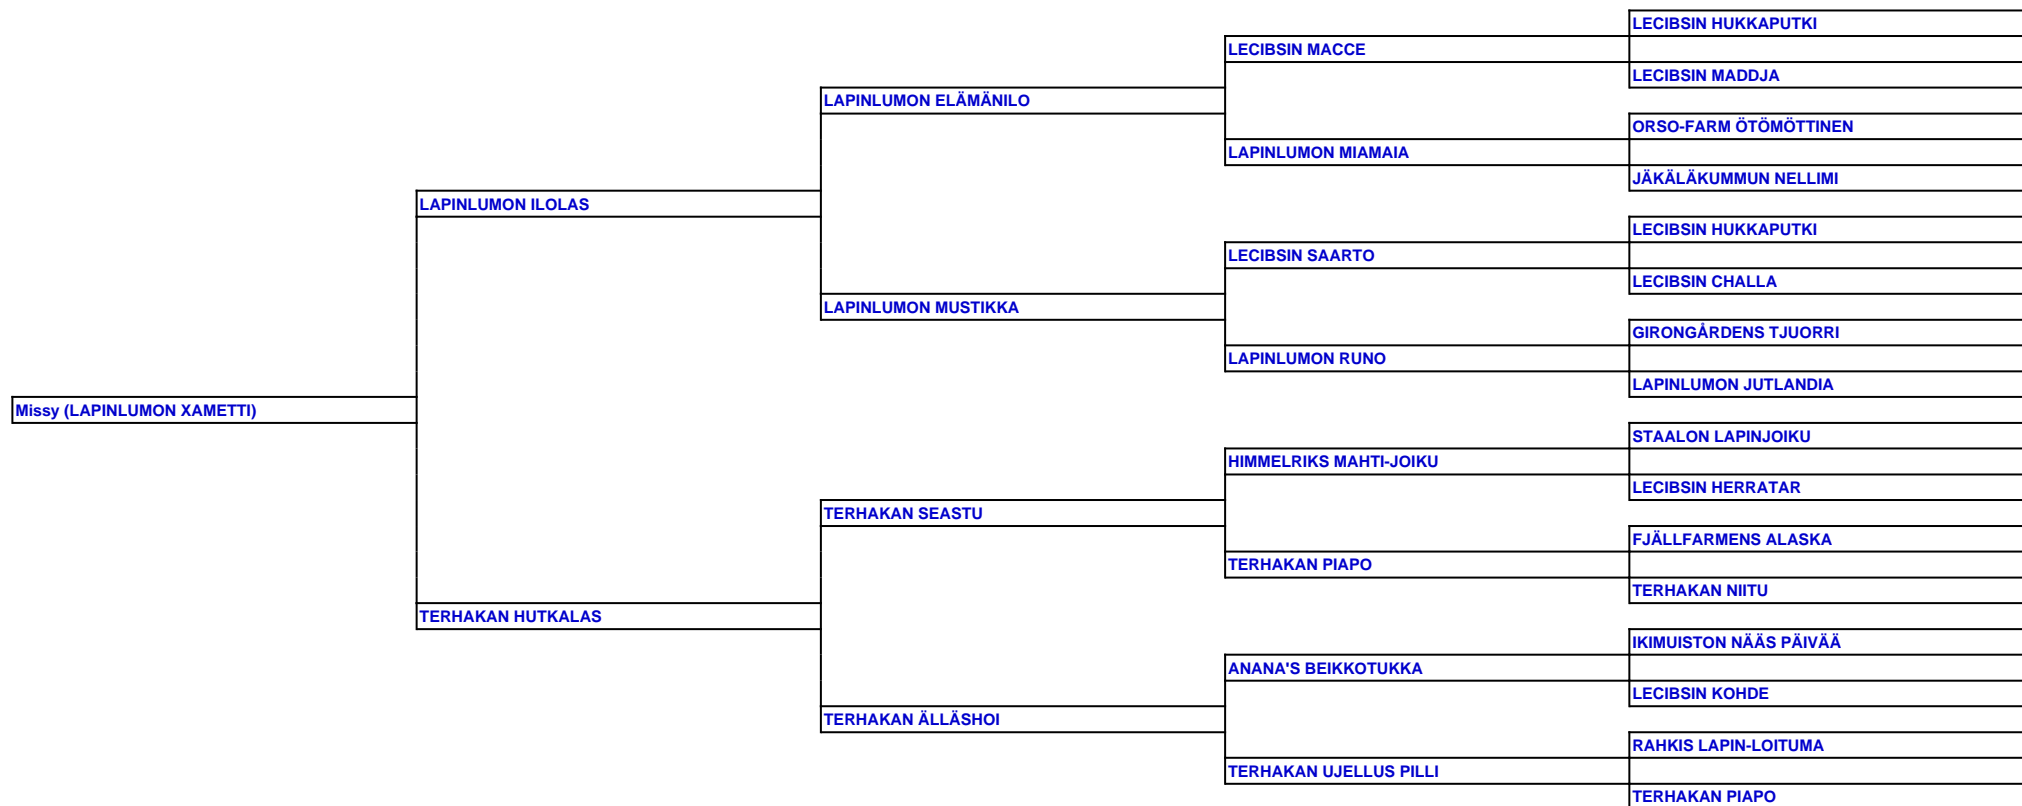 LECIBSIN HUKKAPUTKI
LECIBSIN MACCE
LECIBSIN MADDJA
LAPINLUMON ELÄMÄNILO
ORSO-FARM ÖTÖMÖTTINEN
LAPINLUMON MIAMAIA
JÄKÄLÄKUMMUN NELLIMI
LAPINLUMON ILOLAS
LECIBSIN HUKKAPUTKI
LECIBSIN SAARTO
LECIBSIN CHALLA
LAPINLUMON MUSTIKKA
GIRONGÅRDENS TJUORRI
LAPINLUMON RUNO
LAPINLUMON JUTLANDIA
Missy (LAPINLUMON XAMETTI)
STAALON LAPINJOIKU
HIMMELRIKS MAHTI-JOIKU
LECIBSIN HERRATAR
TERHAKAN SEASTU
FJÄLLFARMENS ALASKA
TERHAKAN PIAPO
TERHAKAN NIITU
TERHAKAN HUTKALAS
IKIMUISTON NÄÄS PÄIVÄÄ
ANANA'S BEIKKOTUKKA
LECIBSIN KOHDE
TERHAKAN ÄLLÄSHOI
RAHKIS LAPIN-LOITUMA
TERHAKAN UJELLUS PILLI
TERHAKAN PIAPO